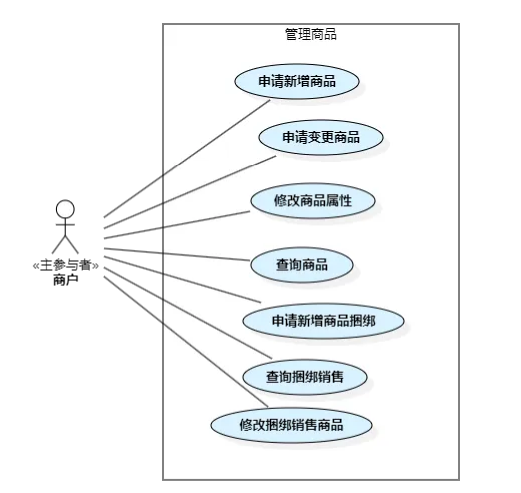 管理商品
申请新增商品
申请变更商品
修改商品属性
«主参与者»
商户
查询商品
申请新增商品捆绑
查询捆绑销售
修改捆绑销售商品